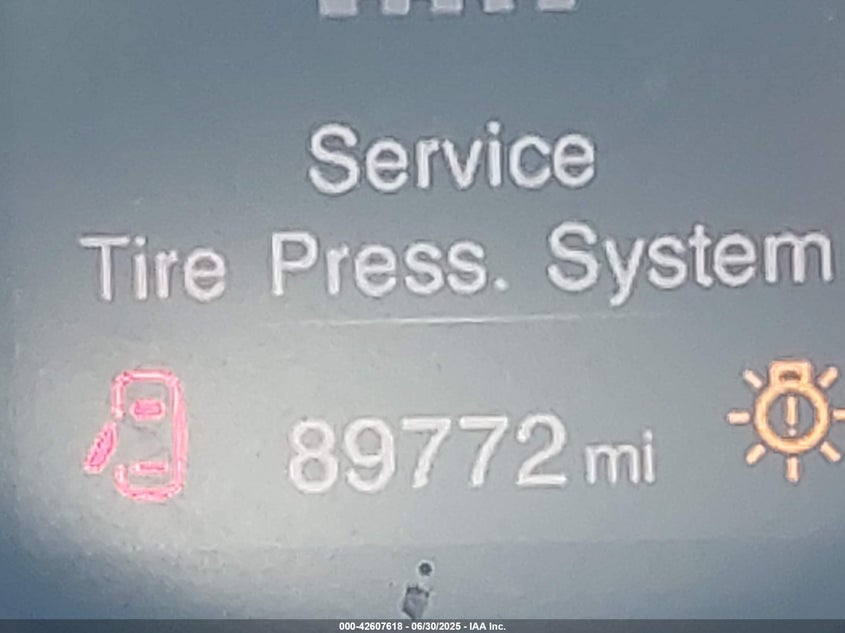 Service
Tire Press. System
89772 mi
000-42607618 - 06/30/2025 - IAA Inc.